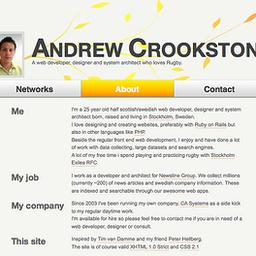 ANDREW CROOKSTON
A web developer, designer and system architect who loves Rugby.
Networks
About
Contact
Me
I'm a 25 year old half scottish/swedish web developer, designer and system
architect born, raised and living in Stockholm, Sweden.
I love designing and creating websites, preferably with Ruby on Rails but
also in other languages like PHP.
Beside the regular front end web development, I enjoy and have done a lot
of work with data collecting, large datasets and search engines.
A lot of my free time i spend playing and practicing rugby with Stockholm
Exiles RFC.
My job
I work as a developer and architect for Newsline Group. We collect millions
(currently ~200) of news articles and swedish company information. These
are indexed and searchable through our awesome web apps.
My company
Since 2003 I've been running my own company, CA Systems as a side kick
to my regular daytime work.
I'm available for hire so please feel free to contact me if you are in need of a
web developer, designer or consult.
This site
Inspired by Tim van Damme and my friend Peter Hellberg.
The site is of course valid XHTML 1.0 Strict and CSS 2.1